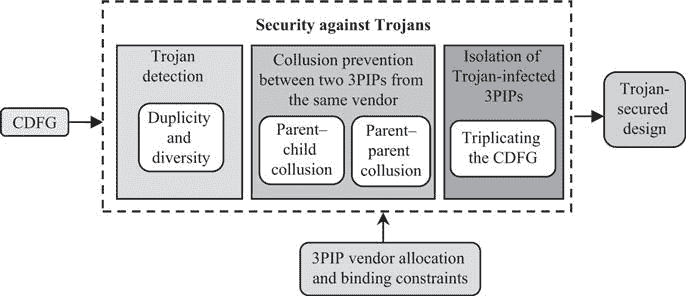 Security against Trojans
Trojan
detection
Duplicity
and
diversity
Collusion prevention
between two 3PIPs from
the same vendor
Parent–
child
collusion
Parent–
parent
collusion
Isolation of
Trojan-infected
3PIPs
Triplicating
the CDFG
CDFG
Trojan-
secured
design
3PIP vendor allocation
and binding constraints